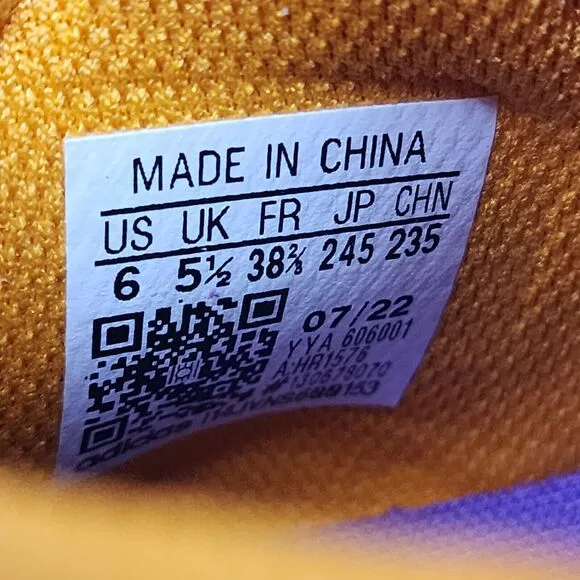 MADE IN CHINA
US UK FR JP CHN
6 5½ 38⅔ 245 235
07/22
YYA 606001
A:HR1576
adidas